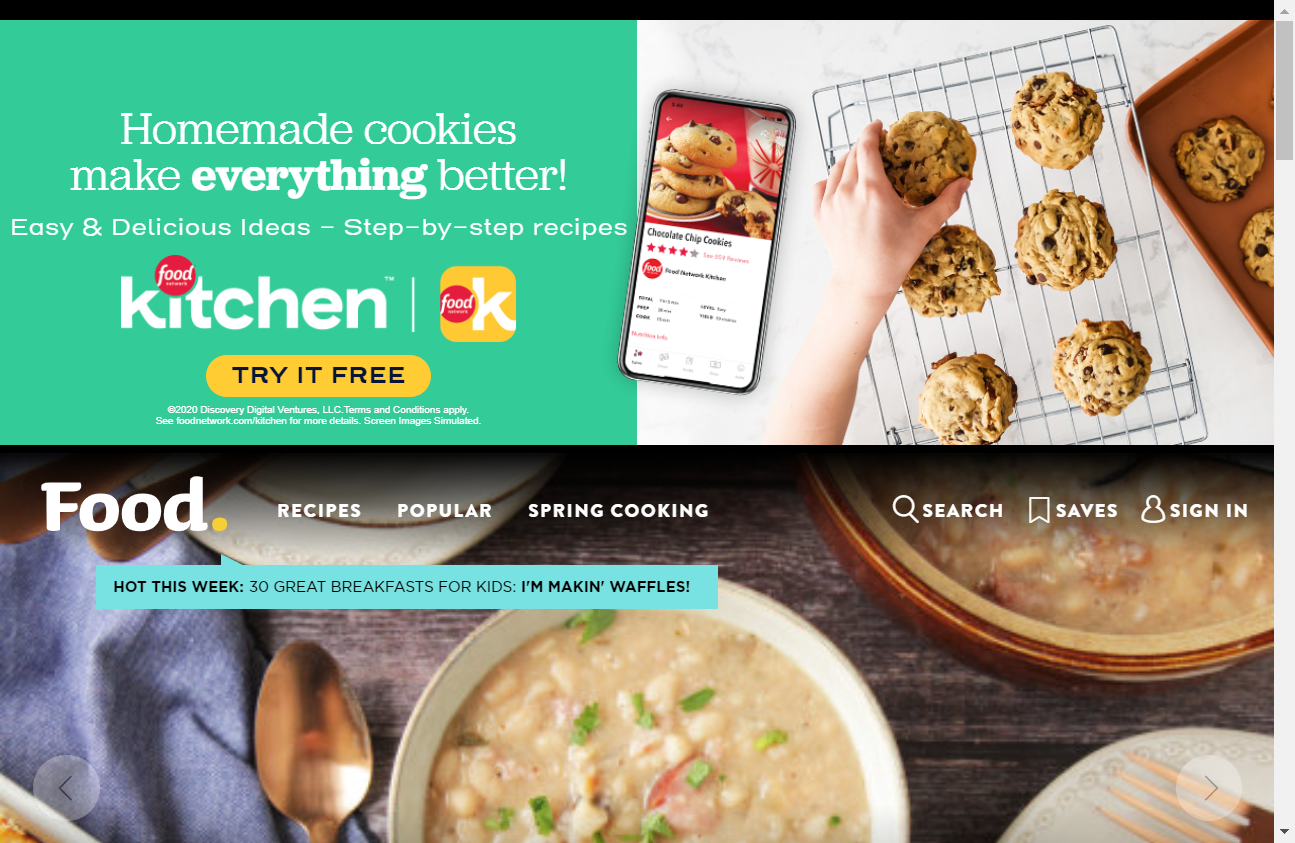 Homemade cookies
make everything better!
Easy & Delicious Ideas – Step-by-step recipes
food
network
kitchen™
food
network
k
TRY IT FREE
©2020 Discovery Digital Ventures, LLC.Terms and Conditions apply.
See foodnetwork.com/kitchen for more details. Screen Images Simulated.
Chocolate Chip Cookies
See 509 Reviews
food
Food Network Kitchen
TOTAL
LEVEL: Easy
PREP
COOK
YIELD
Nutrition Info
Food.
RECIPES
POPULAR
SPRING COOKING
SEARCH
SAVES
SIGN IN
HOT THIS WEEK: 30 GREAT BREAKFASTS FOR KIDS: I'M MAKIN' WAFFLES!